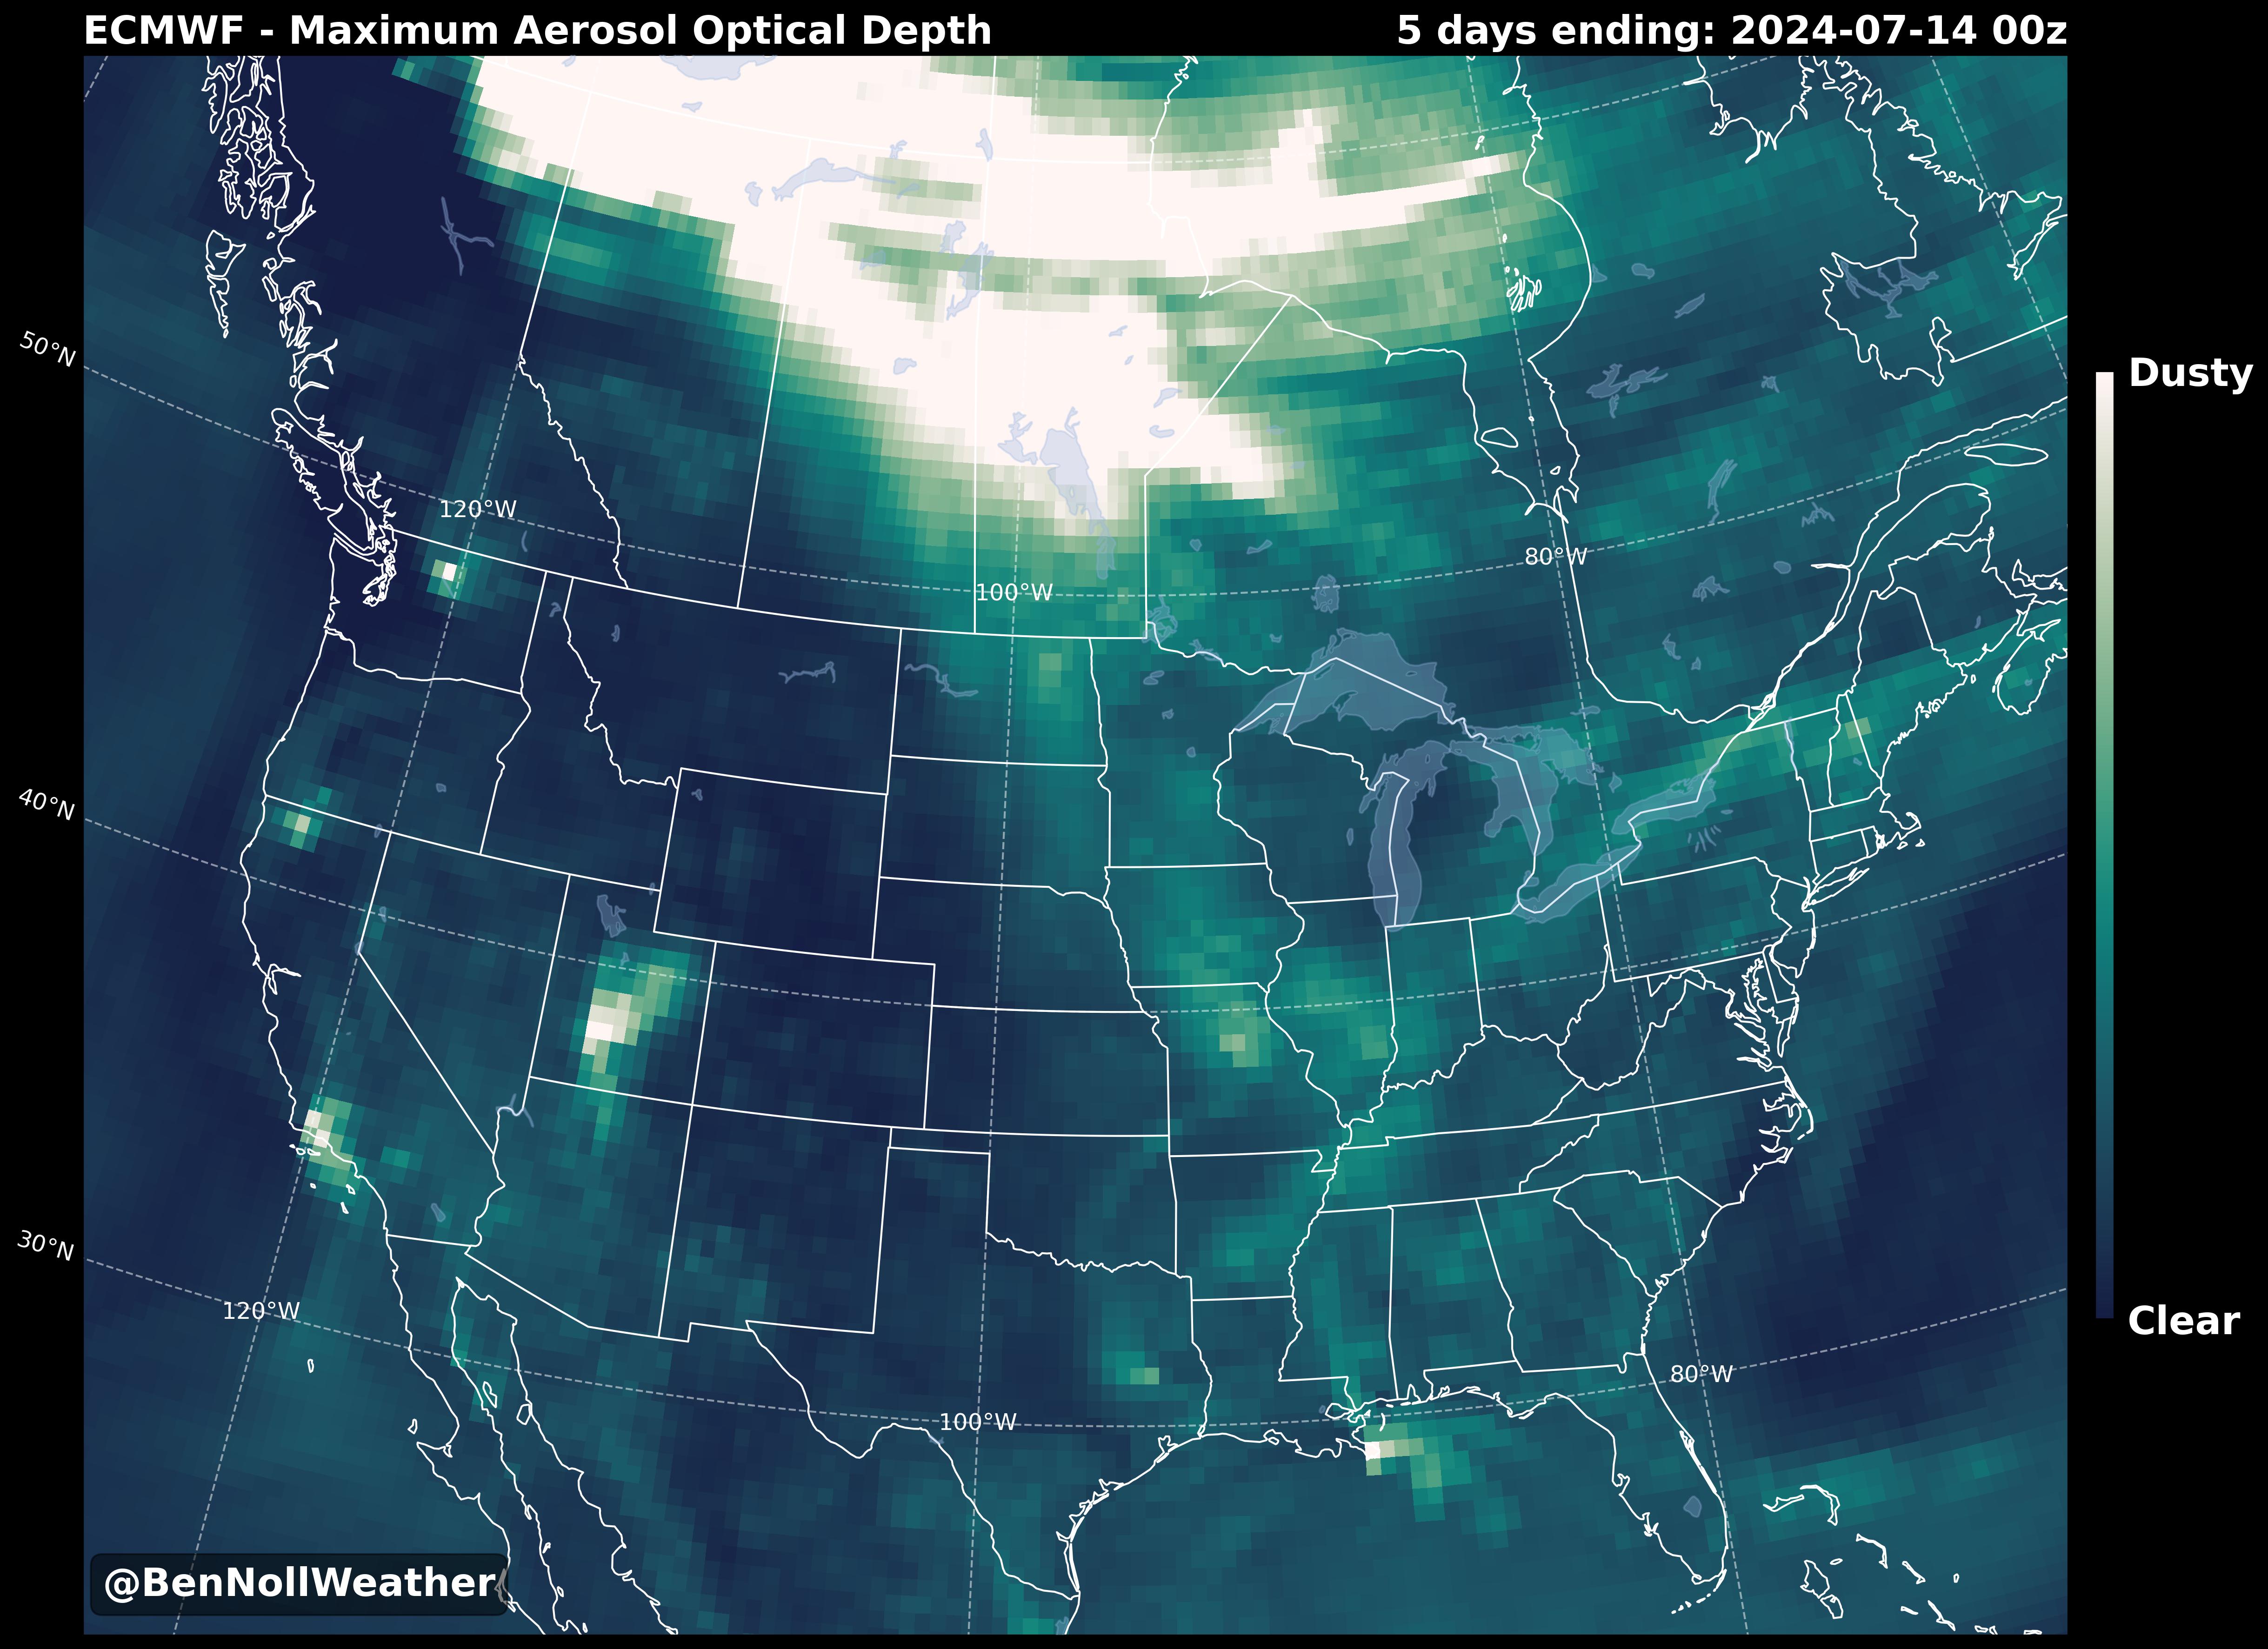 ECMWF - Maximum Aerosol Optical Depth
5 days ending: 2024-07-14 00z
50°N
Dusty
120°W
80°W
100°W
40°N
30°N
120°W
Clear
80°W
100°W
@BenNollWeather